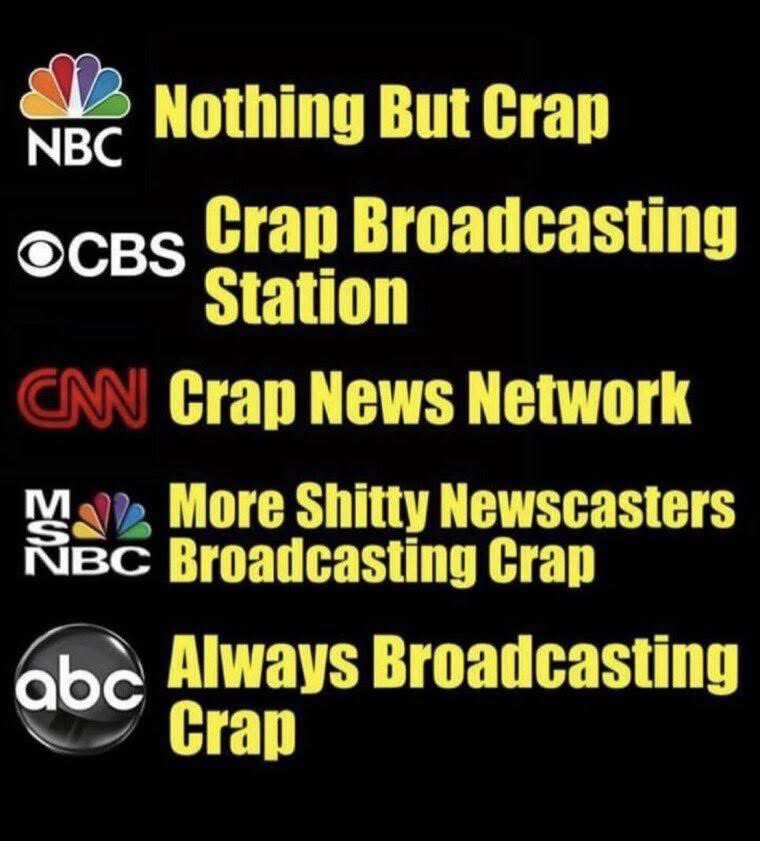 NBC
Nothing But Crap
CBS
Crap Broadcasting
Station
CNN
Crap News Network
MSNBC
More Shitty Newscasters
Broadcasting Crap
abc
Always Broadcasting
Crap